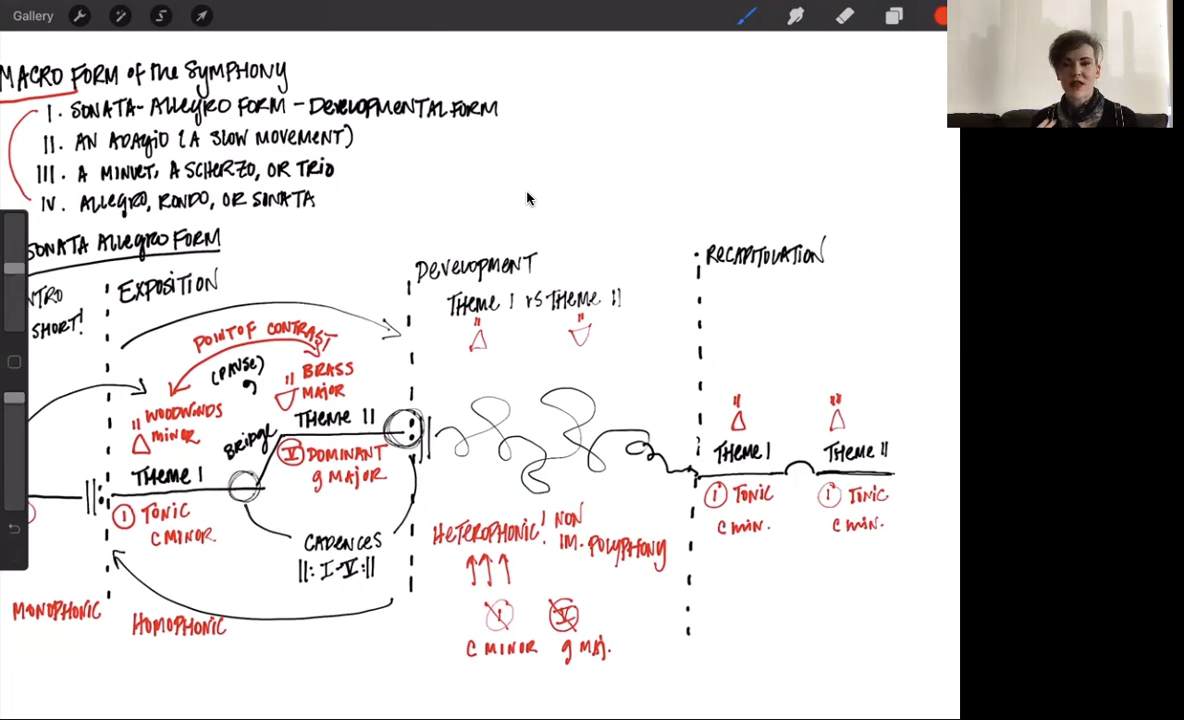 Gallery
MACRO FORM OF THE SYMPHONY
I. SONATA-ALLEGRO FORM - DEVELOPMENTAL FORM
II. AN ADAGIO (A SLOW MOVEMENT)
III. A MINUET, A SCHERZO, OR TRIO
IV. ALLEGRO, RONDO, OR SONATA
SONATA ALLEGRO FORM
NTRO
SHORT!
EXPOSITION
POINT OF CONTRAST
(PAUSE)
WOODWINDS
MINOR
BRASS
MAJOR
THEME I
BRIDGE
THEME II
I TONIC
C MINOR
V DOMINANT
g MAJOR
CADENCES
||: I-V :||
MONOPHONIC
HOMOPHONIC
DEVELOPMENT
THEME I VS THEME II
HETEROPHONIC! NON
IM. POLYPHONY
I V
C MINOR g MAJ.
RECAPITULATION
THEME I THEME II
i TONIC i TONIC
C MIN. C MIN.